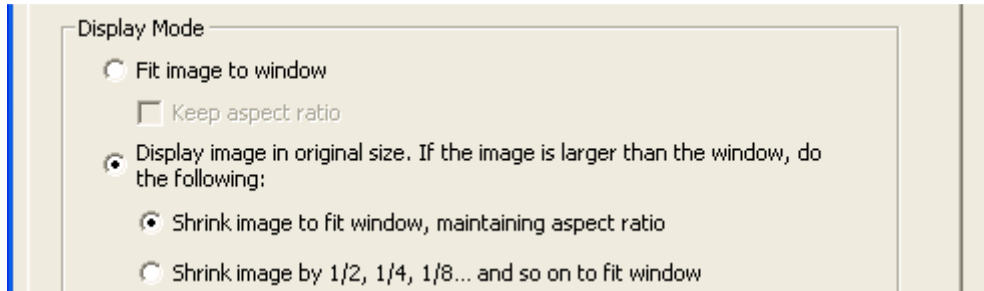 Display Mode
Fit image to window
Keep aspect ratio
Display image in original size. If the image is larger than the window, do
the following:
Shrink image to fit window, maintaining aspect ratio
Shrink image by 1/2, 1/4, 1/8... and so on to fit window